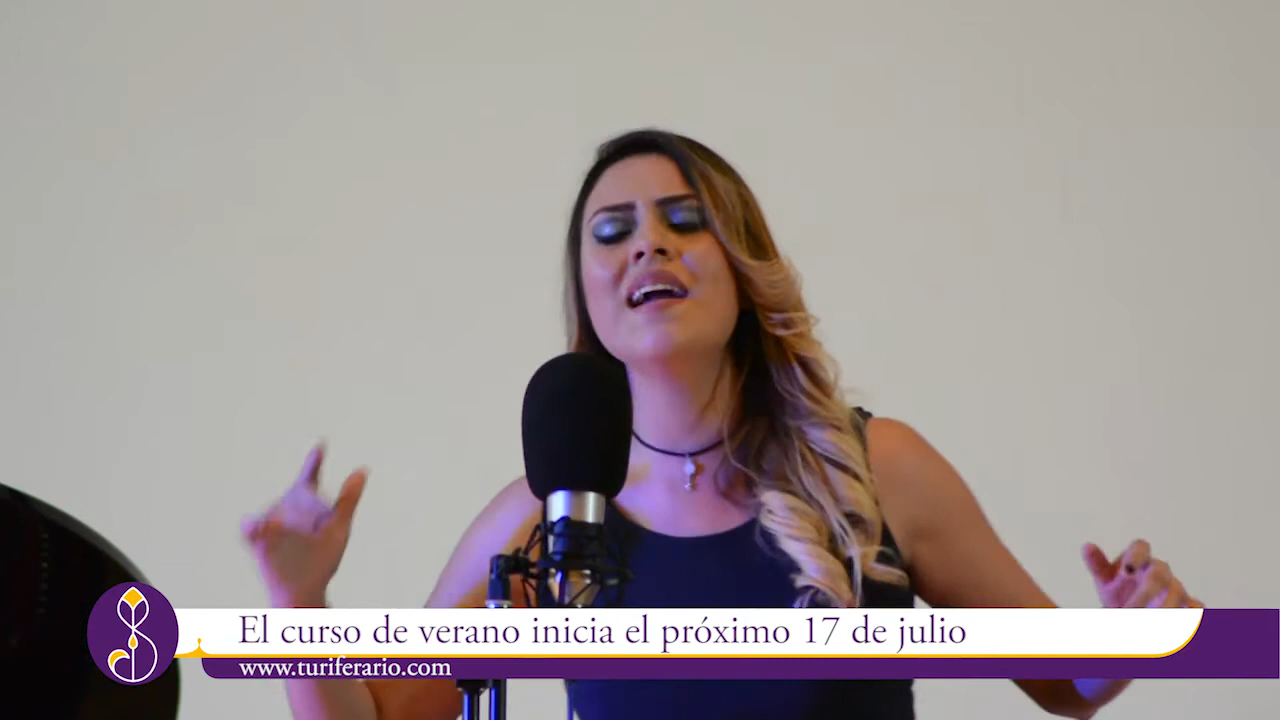 El curso de verano inicia el próximo 17 de julio
www.turiferario.com